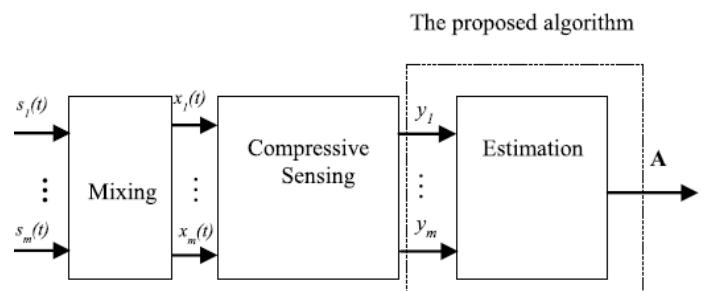 The proposed algorithm
s1(t)
x1(t)
y1
Compressive
Sensing
Estimation
Mixing
A
sm(t)
xm(t)
ym